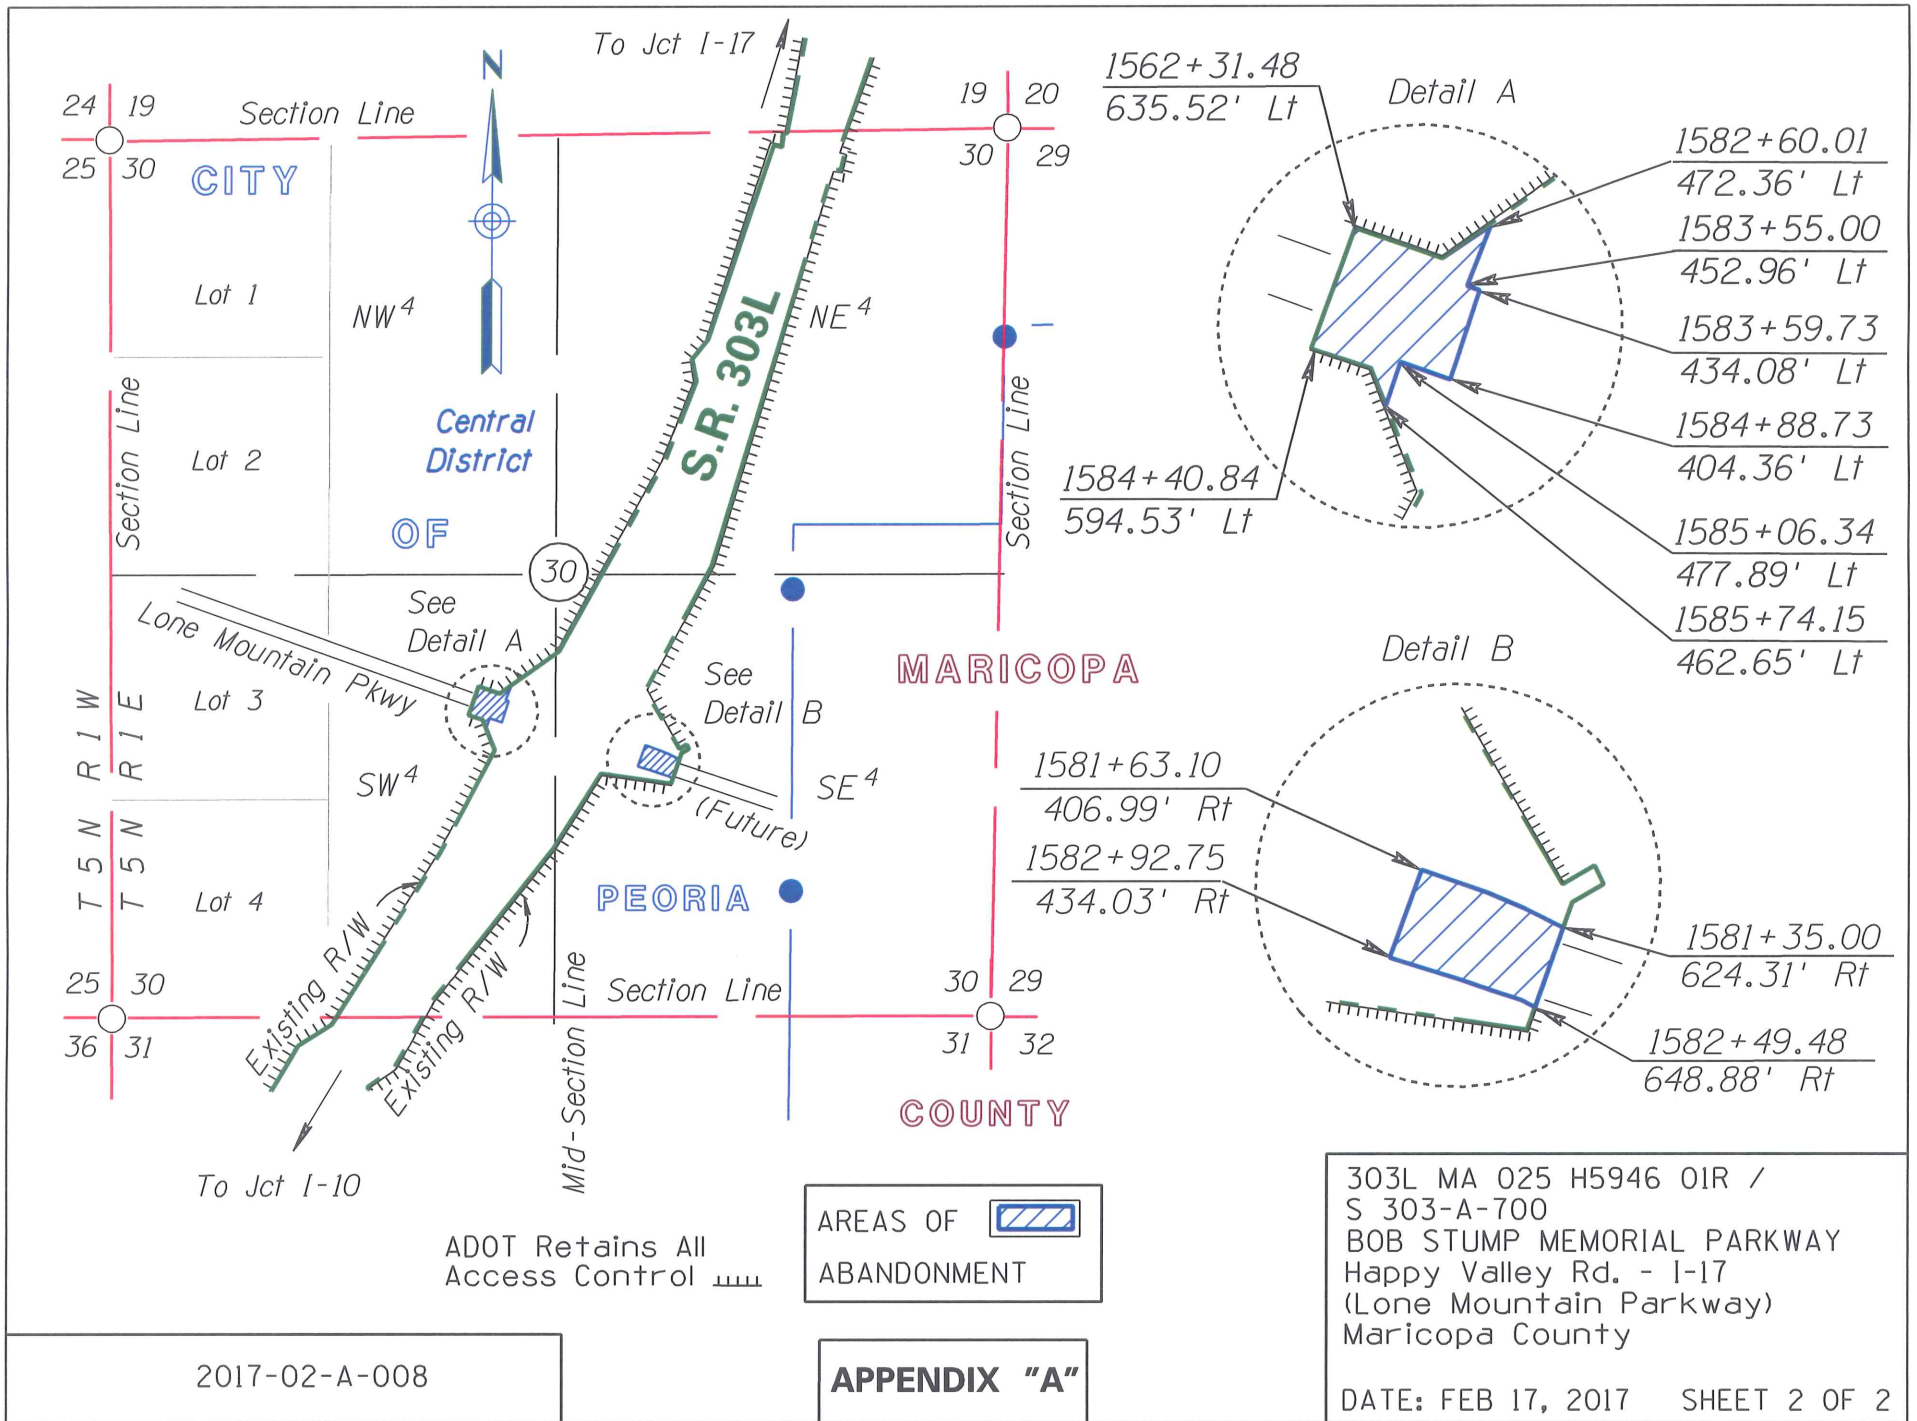 To Jct I-17
N
24 19
25 30
Section Line
19 20
30 29
CITY
Lot 1
NW 4
NE 4
S.R. 303L
Section Line
Section Line
Central
District
Lot 2
OF
30
See
Detail A
Lone Mountain Pkwy
See
Detail B
MARICOPA
R 1 W
R 1 E
Lot 3
SW 4
SE 4
(Future)
T 5 N
T 5 N
Lot 4
PEORIA
Existing R/W
Existing R/W
Mid-Section Line
Section Line
25 30
36 31
30 29
31 32
COUNTY
To Jct I-10
Detail A
1562+31.48
635.52' Lt
1582+60.01
472.36' Lt
1583+55.00
452.96' Lt
1583+59.73
434.08' Lt
1584+88.73
404.36' Lt
1584+40.84
594.53' Lt
1585+06.34
477.89' Lt
1585+74.15
462.65' Lt
Detail B
1581+63.10
406.99' Rt
1582+92.75
434.03' Rt
1581+35.00
624.31' Rt
1582+49.48
648.88' Rt
ADOT Retains All
Access Control
AREAS OF
ABANDONMENT
303L MA 025 H5946 01R /
S 303-A-700
BOB STUMP MEMORIAL PARKWAY
Happy Valley Rd. - I-17
(Lone Mountain Parkway)
Maricopa County
DATE: FEB 17, 2017 SHEET 2 OF 2
2017-02-A-008
APPENDIX "A"